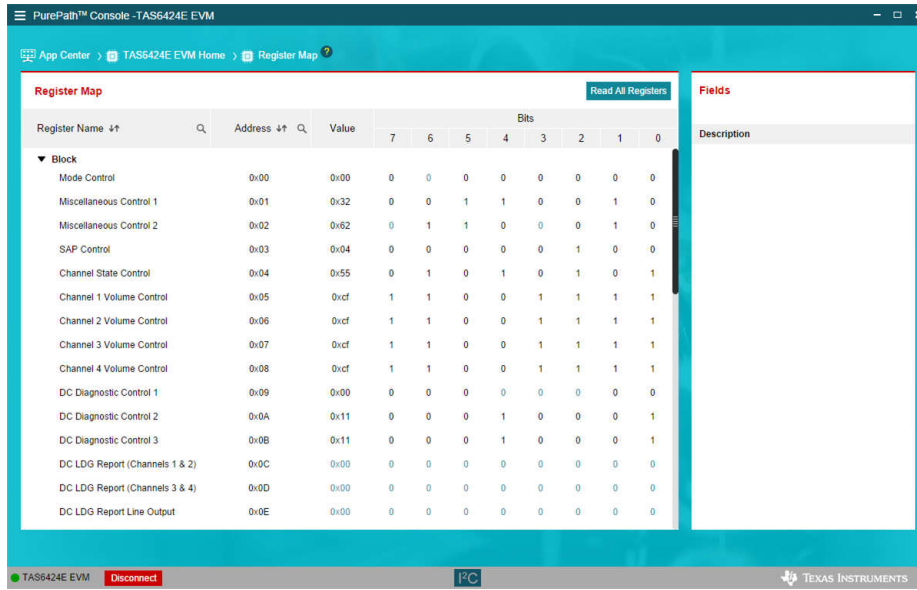 PurePath™ Console -TAS6424E EVM
App Center > TAS6424E EVM Home > Register Map ?
Register Map Read All Registers
Fields
Register Name Address Value Bits
7 6 5 4 3 2 1 0
Description
Block
Mode Control 0x00 0x00 0 0 0 0 0 0 0 0
Miscellaneous Control 1 0x01 0x32 0 0 1 1 0 0 1 0
Miscellaneous Control 2 0x02 0x62 0 1 1 0 0 0 1 0
SAP Control 0x03 0x04 0 0 0 0 0 1 0 0
Channel State Control 0x04 0x55 0 1 0 1 0 1 0 1
Channel 1 Volume Control 0x05 0xcf 1 1 0 0 1 1 1 1
Channel 2 Volume Control 0x06 0xcf 1 1 0 0 1 1 1 1
Channel 3 Volume Control 0x07 0xcf 1 1 0 0 1 1 1 1
Channel 4 Volume Control 0x08 0xcf 1 1 0 0 1 1 1 1
DC Diagnostic Control 1 0x09 0x00 0 0 0 0 0 0 0 0
DC Diagnostic Control 2 0x0A 0x11 0 0 0 1 0 0 0 1
DC Diagnostic Control 3 0x0B 0x11 0 0 0 1 0 0 0 1
DC LDG Report (Channels 1 & 2) 0x0C 0x00 0 0 0 0 0 0 0 0
DC LDG Report (Channels 3 & 4) 0x0D 0x00 0 0 0 0 0 0 0 0
DC LDG Report Line Output 0x0E 0x00 0 0 0 0 0 0 0 0
TAS6424E EVM Disconnect I²C TEXAS INSTRUMENTS